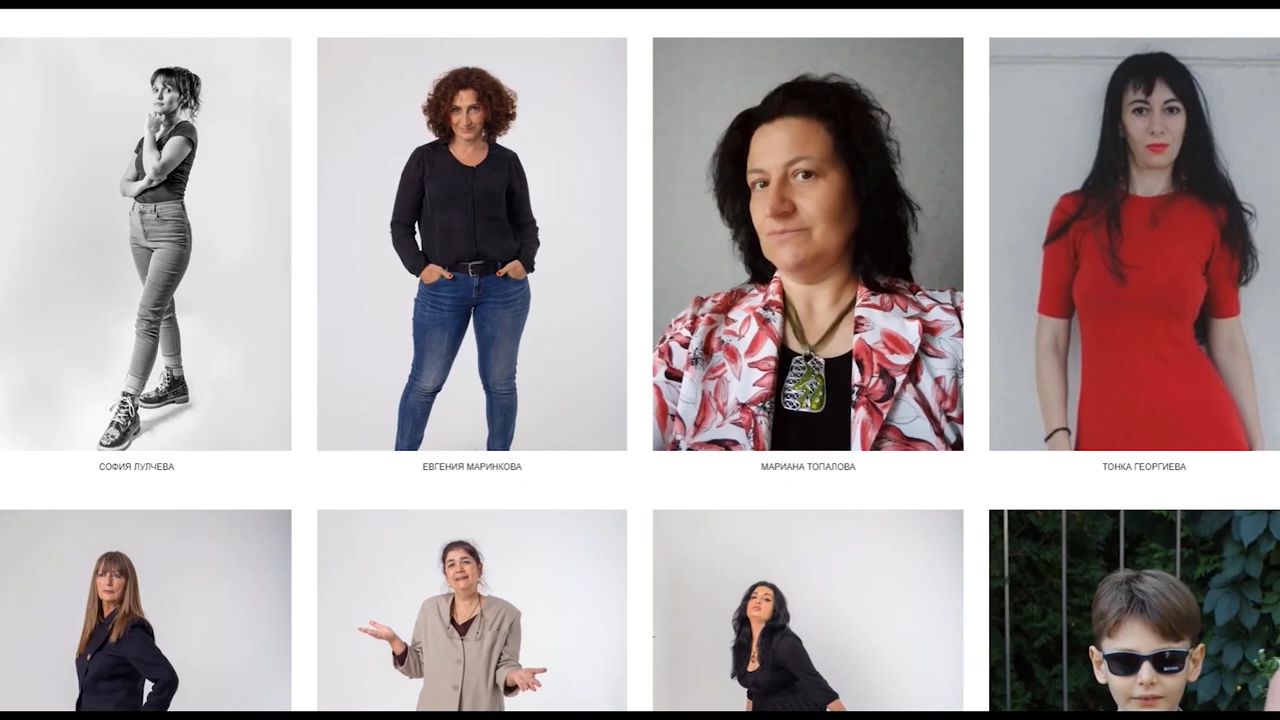 СОФИЯ ЛУЛЧЕВА
ЕВГЕНИЯ МАРИНКОВА
МАРИАНА ТОПАЛОВА
ТОНКА ГЕОРГИЕВА